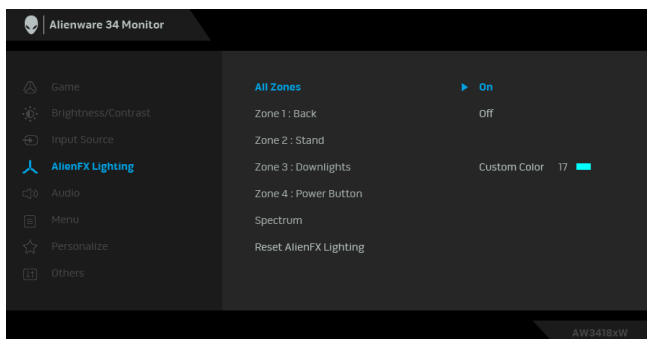 Alienware 34 Monitor
Game
Brightness/Contrast
Input Source
AlienFX Lighting
Audio
Menu
Personalize
Others
All Zones
On
Zone 1 : Back
Off
Zone 2 : Stand
Zone 3 : Downlights
Custom Color 17
Zone 4 : Power Button
Spectrum
Reset AlienFX Lighting
AW3418xW